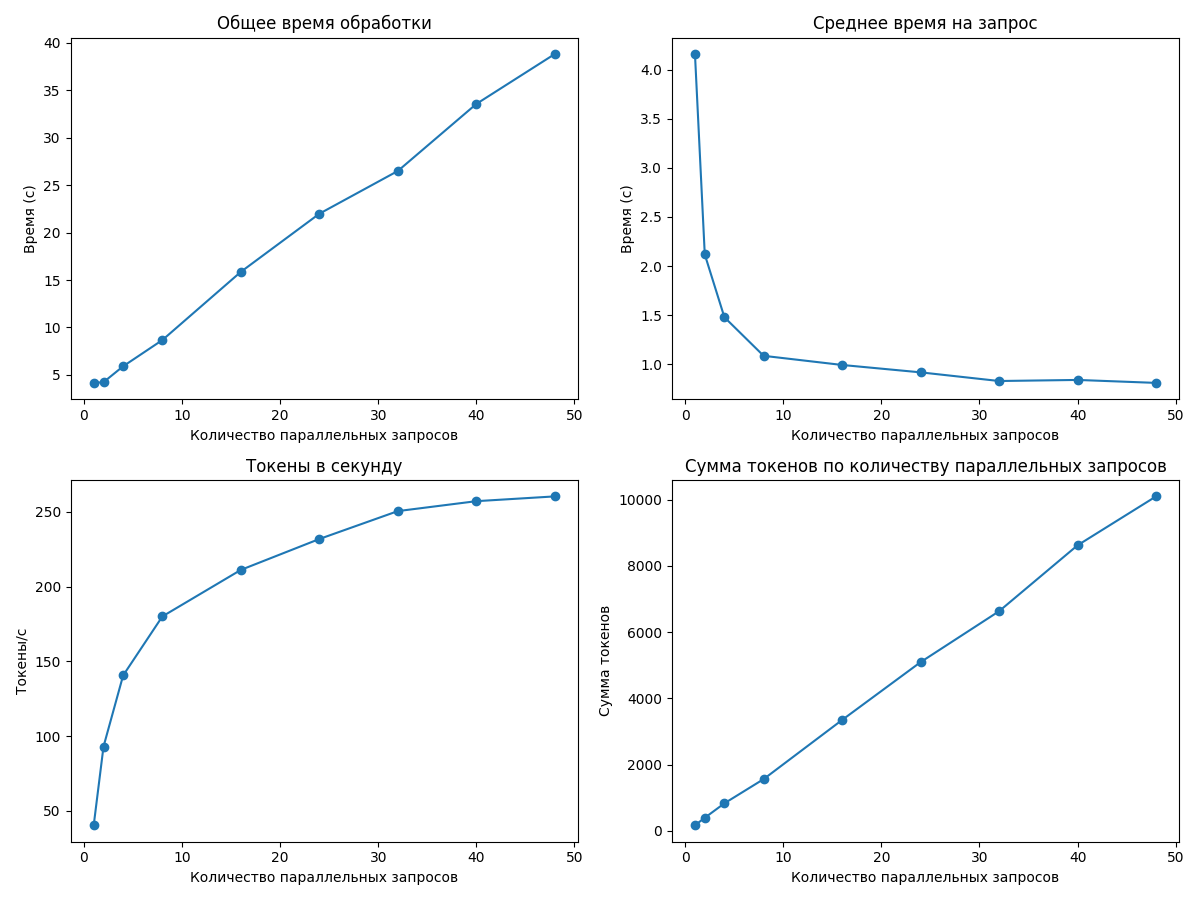 Общее время обработки
Время (с)
40
35
30
25
20
15
10
5
0 10 20 30 40 50
Количество параллельных запросов
Среднее время на запрос
Время (с)
4.0
3.5
3.0
2.5
2.0
1.5
1.0
0 10 20 30 40 50
Количество параллельных запросов
Токены в секунду
Токены/с
250
200
150
100
50
0 10 20 30 40 50
Количество параллельных запросов
Сумма токенов по количеству параллельных запросов
Сумма токенов
10000
8000
6000
4000
2000
0
0 10 20 30 40 50
Количество параллельных запросов